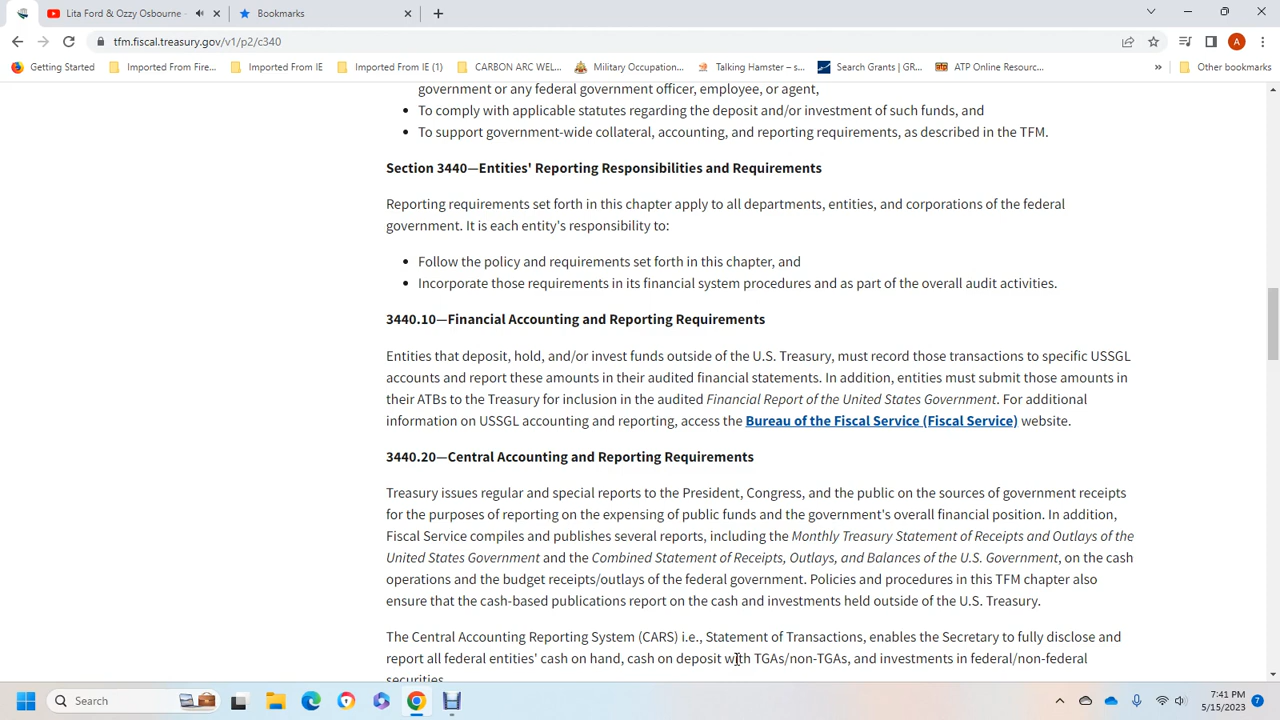 Lita Ford & Ozzy Osbourne -
Bookmarks
tfm.fiscal.treasury.gov/v1/p2/c340
A
Getting Started
Imported From Fire...
Imported From IE
Imported From IE (1)
CARBON ARC WEL...
Military Occupation...
Talking Hamster – s...
Search Grants | GR...
ATP Online Resourc...
»
Other bookmarks
government or any federal government officer, employee, or agent,
• To comply with applicable statutes regarding the deposit and/or investment of such funds, and
• To support government-wide collateral, accounting, and reporting requirements, as described in the TFM.
Section 3440—Entities' Reporting Responsibilities and Requirements
Reporting requirements set forth in this chapter apply to all departments, entities, and corporations of the federal
government. It is each entity's responsibility to:
• Follow the policy and requirements set forth in this chapter, and
• Incorporate those requirements in its financial system procedures and as part of the overall audit activities.
3440.10—Financial Accounting and Reporting Requirements
Entities that deposit, hold, and/or invest funds outside of the U.S. Treasury, must record those transactions to specific USSGL
accounts and report these amounts in their audited financial statements. In addition, entities must submit those amounts in
their ATBs to the Treasury for inclusion in the audited Financial Report of the United States Government. For additional
information on USSGL accounting and reporting, access the Bureau of the Fiscal Service (Fiscal Service) website.
3440.20—Central Accounting and Reporting Requirements
Treasury issues regular and special reports to the President, Congress, and the public on the sources of government receipts
for the purposes of reporting on the expensing of public funds and the government's overall financial position. In addition,
Fiscal Service compiles and publishes several reports, including the Monthly Treasury Statement of Receipts and Outlays of the
United States Government and the Combined Statement of Receipts, Outlays, and Balances of the U.S. Government, on the cash
operations and the budget receipts/outlays of the federal government. Policies and procedures in this TFM chapter also
ensure that the cash-based publications report on the cash and investments held outside of the U.S. Treasury.
The Central Accounting Reporting System (CARS) i.e., Statement of Transactions, enables the Secretary to fully disclose and
report all federal entities' cash on hand, cash on deposit with TGAs/non-TGAs, and investments in federal/non-federal
securities.
Search
7:41 PM
5/15/2023
7